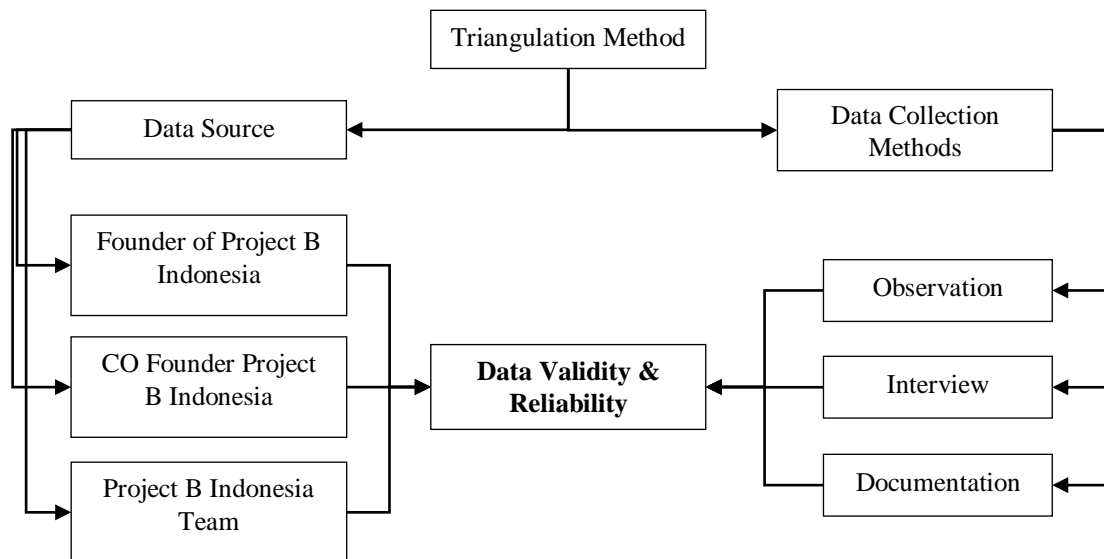 Triangulation Method
Data Source
Data Collection
Methods
Founder of Project B
Indonesia
Observation
CO Founder Project
B Indonesia
Data Validity &
Reliability
Interview
Project B Indonesia
Team
Documentation